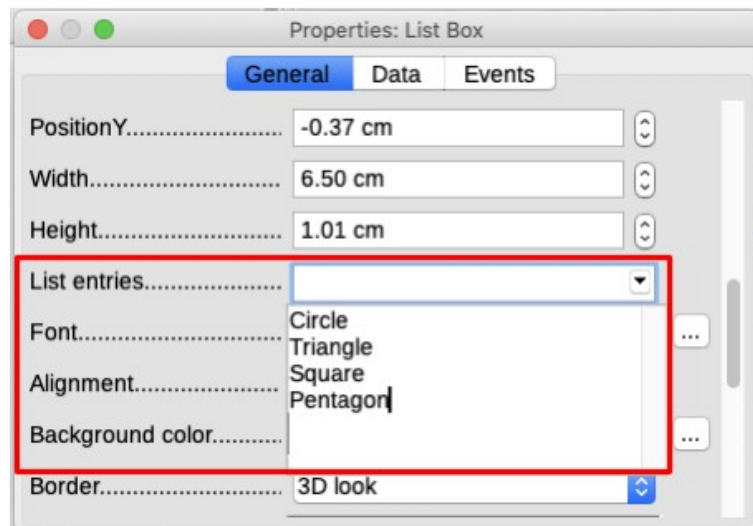 Properties: List Box
General Data Events
PositionY........................ -0.37 cm
Width............................. 6.50 cm
Height............................ 1.01 cm
List entries.....................
Circle
Font...............................
Triangle
Square
Alignment......................
Pentagon
Background color........... 
Border............................ 3D look
...
...